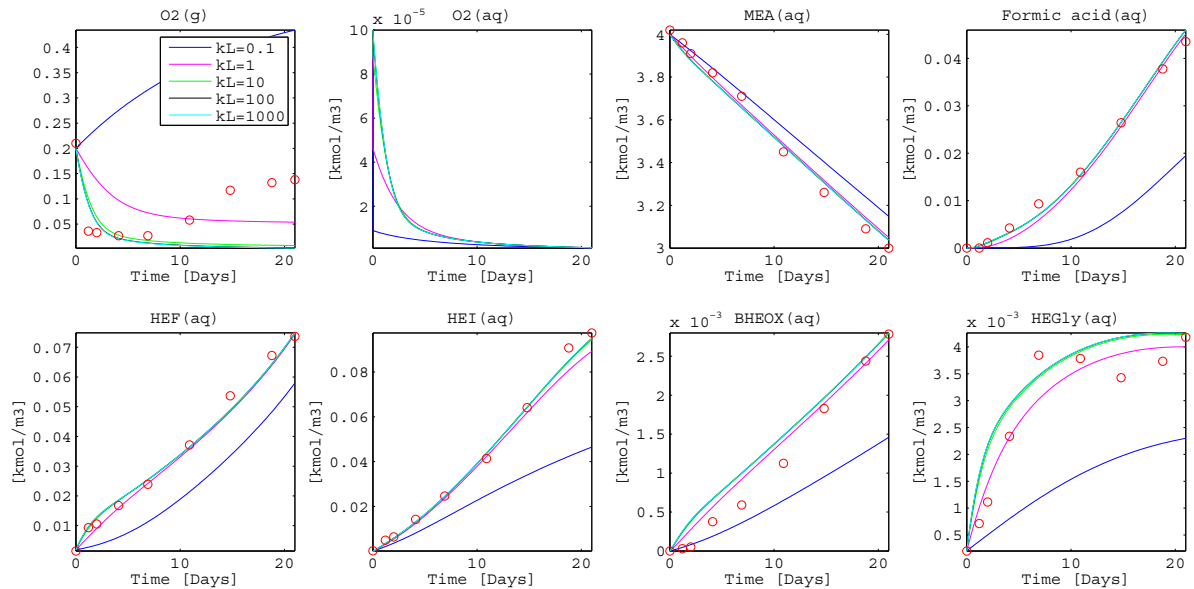 O2(g)
0.4
0.35
0.3
0.25
0.2
0.15
0.1
0.05
kL=0.1
kL=1
kL=10
kL=100
kL=1000
0 10 20
Time [Days]
O2(aq)
x 10-5
[kmol/m3]
10
8
6
4
2
0 10 20
Time [Days]
MEA(aq)
[kmol/m3]
4
3.8
3.6
3.4
3.2
3
0 10 20
Time [Days]
Formic acid(aq)
[kmol/m3]
0.04
0.03
0.02
0.01
0
0 10 20
Time [Days]
HEF(aq)
[kmol/m3]
0.07
0.06
0.05
0.04
0.03
0.02
0.01
0 10 20
Time [Days]
HEI(aq)
[kmol/m3]
0.08
0.06
0.04
0.02
0 10 20
Time [Days]
BHEOX(aq)
x 10-3
[kmol/m3]
2.5
2
1.5
1
0.5
0
0 10 20
Time [Days]
HEGly(aq)
x 10-3
[kmol/m3]
4
3.5
3
2.5
2
1.5
1
0.5
0 10 20
Time [Days]